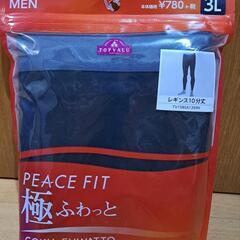 MEN
本体価格 ¥780+税
3L
TOPVALU
レギンス10分丈
PEACE FIT
極ふわっと